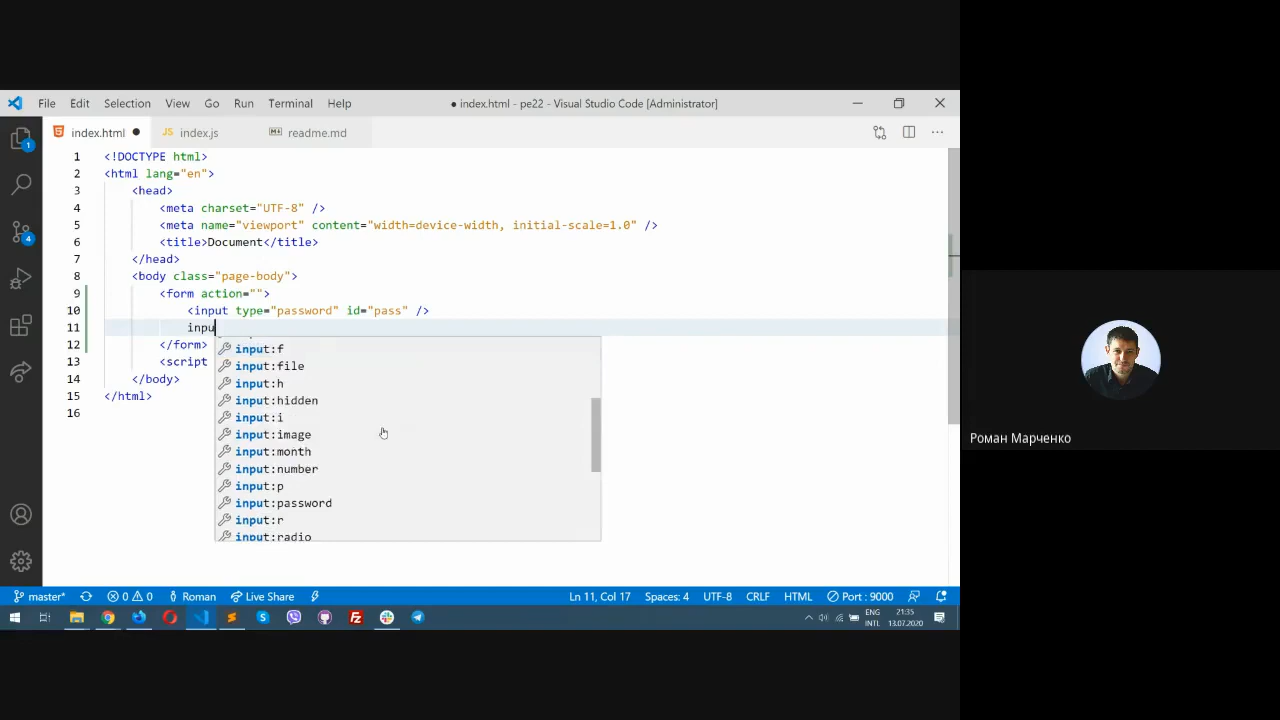 File Edit Selection View Go Run Terminal Help ● index.html - pe22 - Visual Studio Code [Administrator]
index.html ● JS index.js readme.md
1 <!DOCTYPE html>
2 <html lang="en">
3 <head>
4 <meta charset="UTF-8" />
5 <meta name="viewport" content="width=device-width, initial-scale=1.0" />
6 <title>Document</title>
7 </head>
8 <body class="page-body">
9 <form action="">
10 <input type="password" id="pass" />
11 inpu
12 </form>
13 <script
14 </body>
15 </html>
16
input:f
input:file
input:h
input:hidden
input:i
input:image
input:month
input:number
input:p
input:password
input:r
input:radio
1
4
master* 0 0 Roman Live Share Ln 11, Col 17 Spaces: 4 UTF-8 CRLF HTML Port : 9000
ENG 21:35
INTL 13.07.2020
Роман Марченко